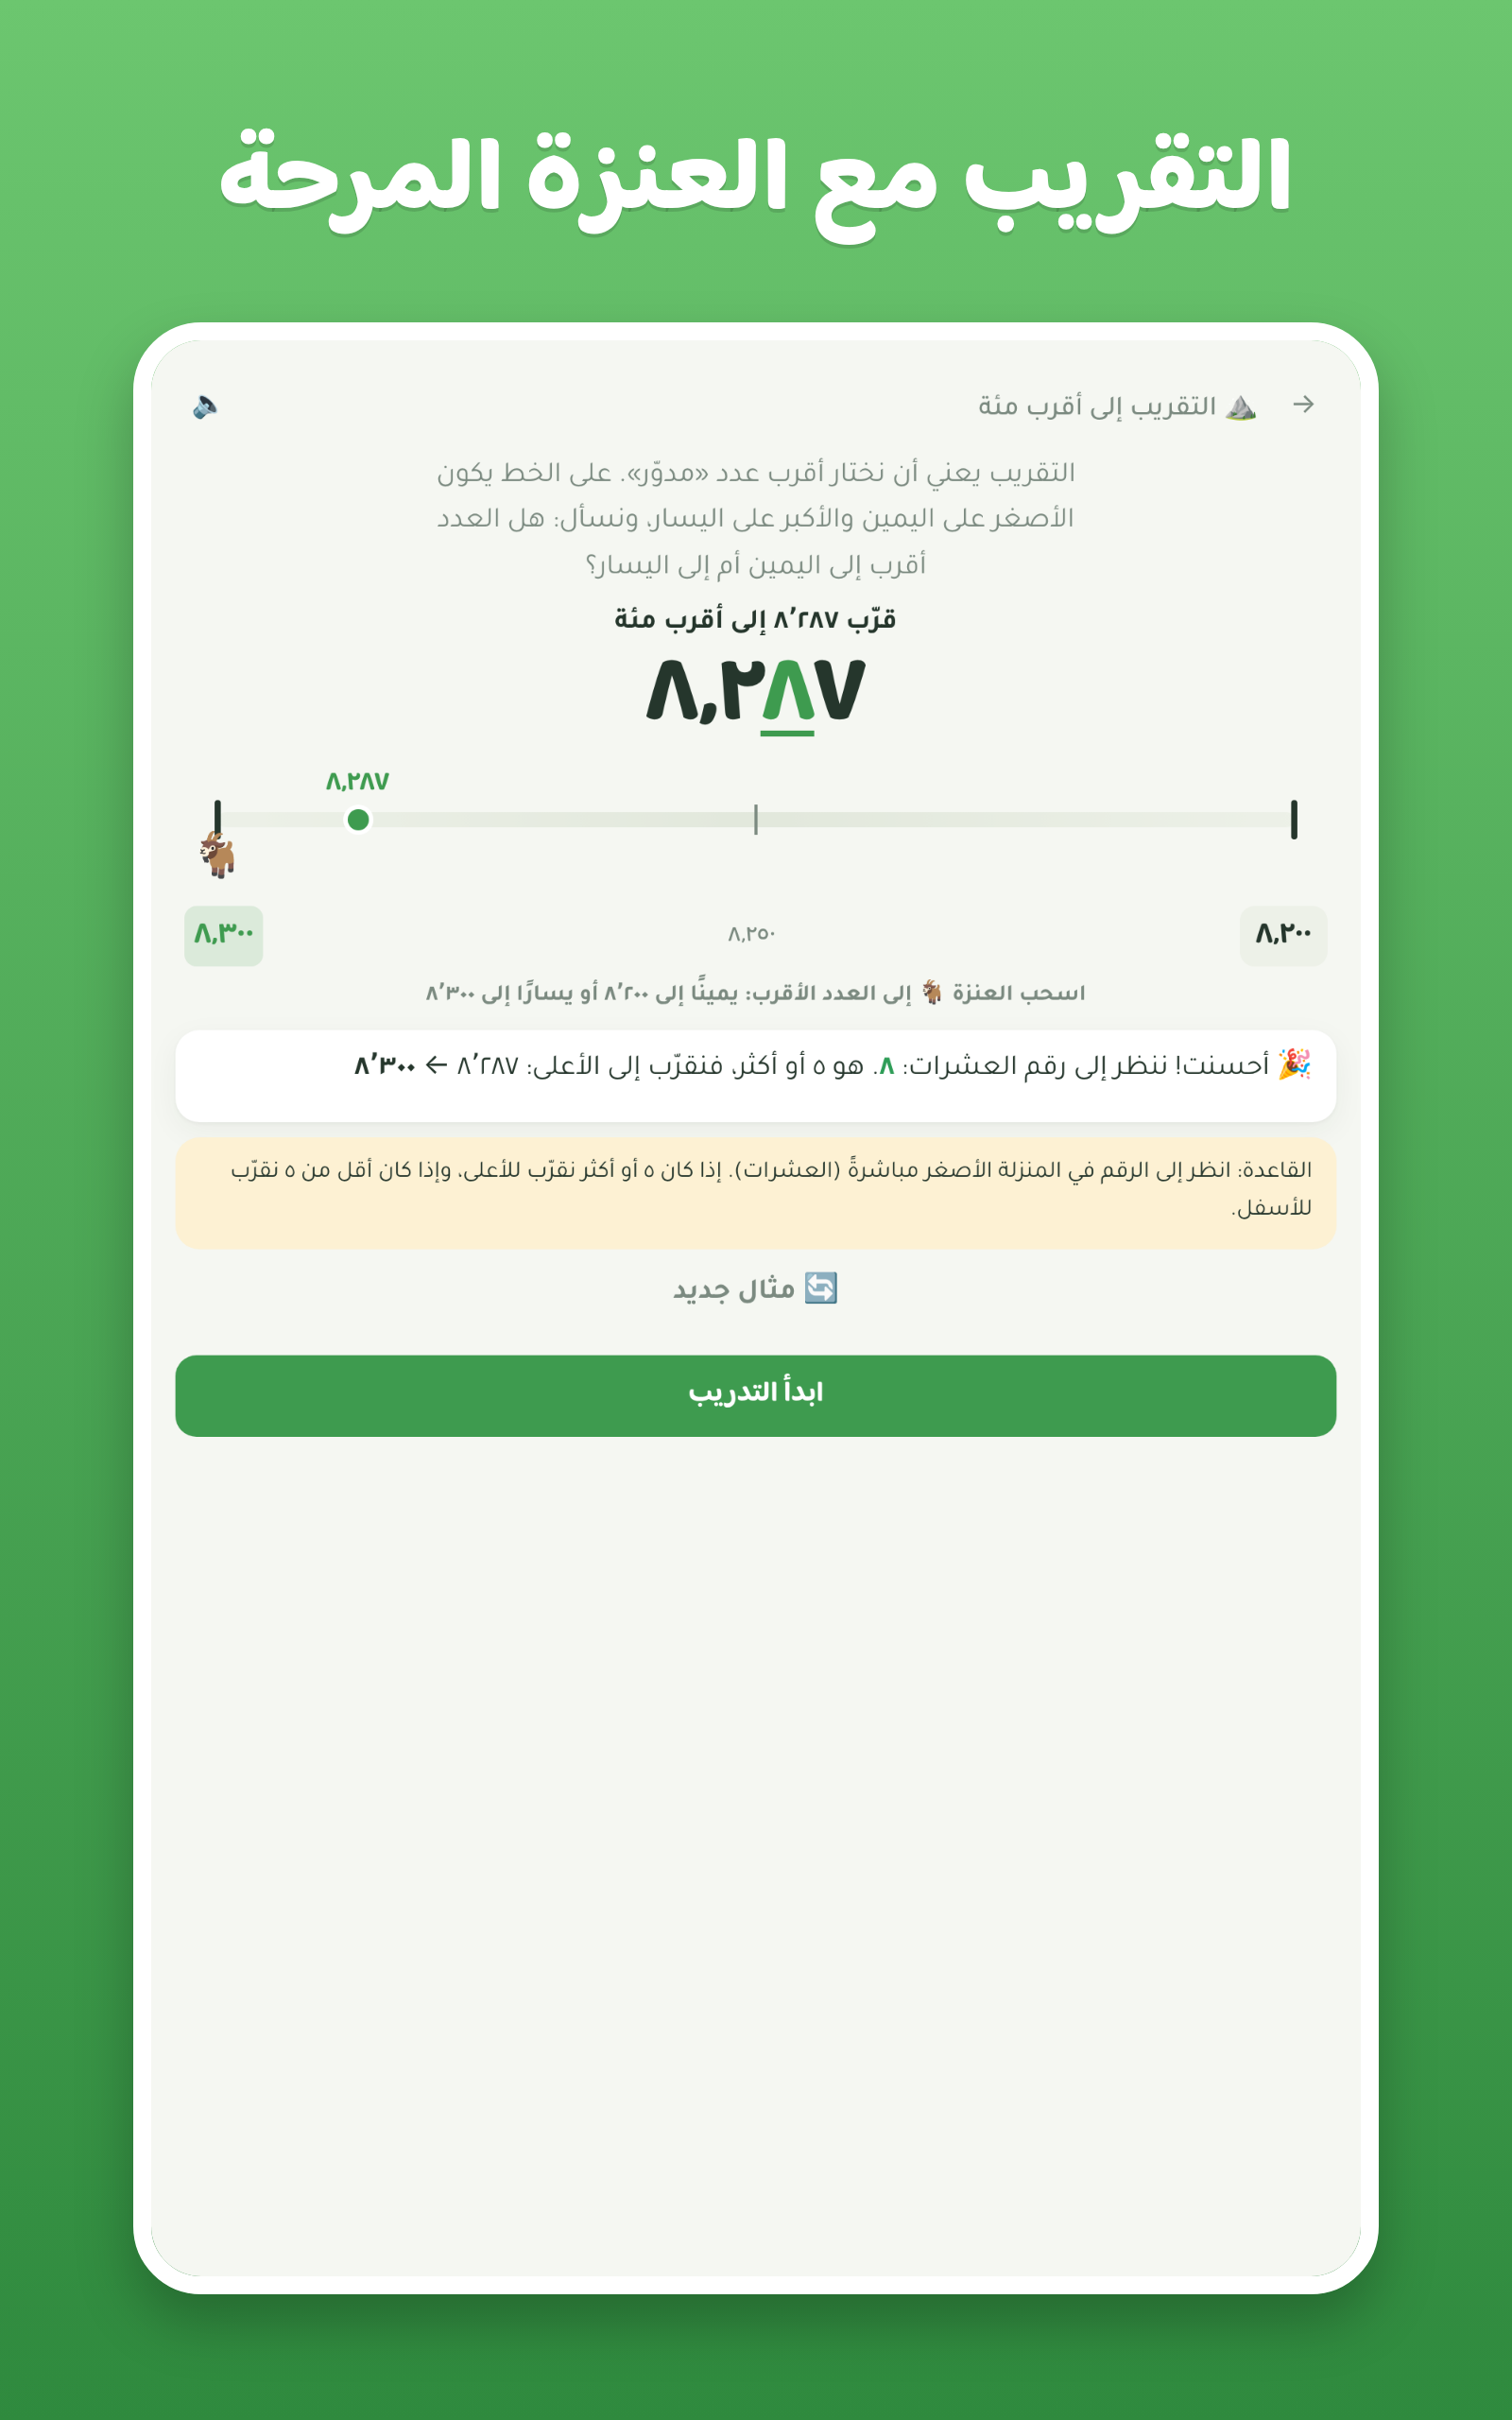 التقريب مع العنزة المرحة
→ ⛰️ التقريب إلى أقرب مئة 🔈
التقريب يعني أن نختار أقرب عدد «مدوّر». على الخط يكون
الأصغر على اليمين والأكبر على اليسار، ونسأل: هل العدد
أقرب إلى اليمين أم إلى اليسار؟
قرّب ٨٬٢٨٧ إلى أقرب مئة
٨,٢٨٧
٨,٢٨٧
٨,٢٠٠ ٨,٢٥٠ ٨,٣٠٠
اسحب العنزة 🐐 إلى العدد الأقرب: يمينًا إلى ٨٬٢٠٠ أو يسارًا إلى ٨٬٣٠٠
🎉 أحسنت! ننظر إلى رقم العشرات: ٨. هو ٥ أو أكثر، فنقرّب إلى الأعلى: ٨٬٢٨٧ ← ٨٬٣٠٠
القاعدة: انظر إلى الرقم في المنزلة الأصغر مباشرةً (العشرات). إذا كان ٥ أو أكثر نقرّب للأعلى، وإذا كان أقل من ٥ نقرّب
للأسفل.
🔄 مثال جديد
ابدأ التدريب